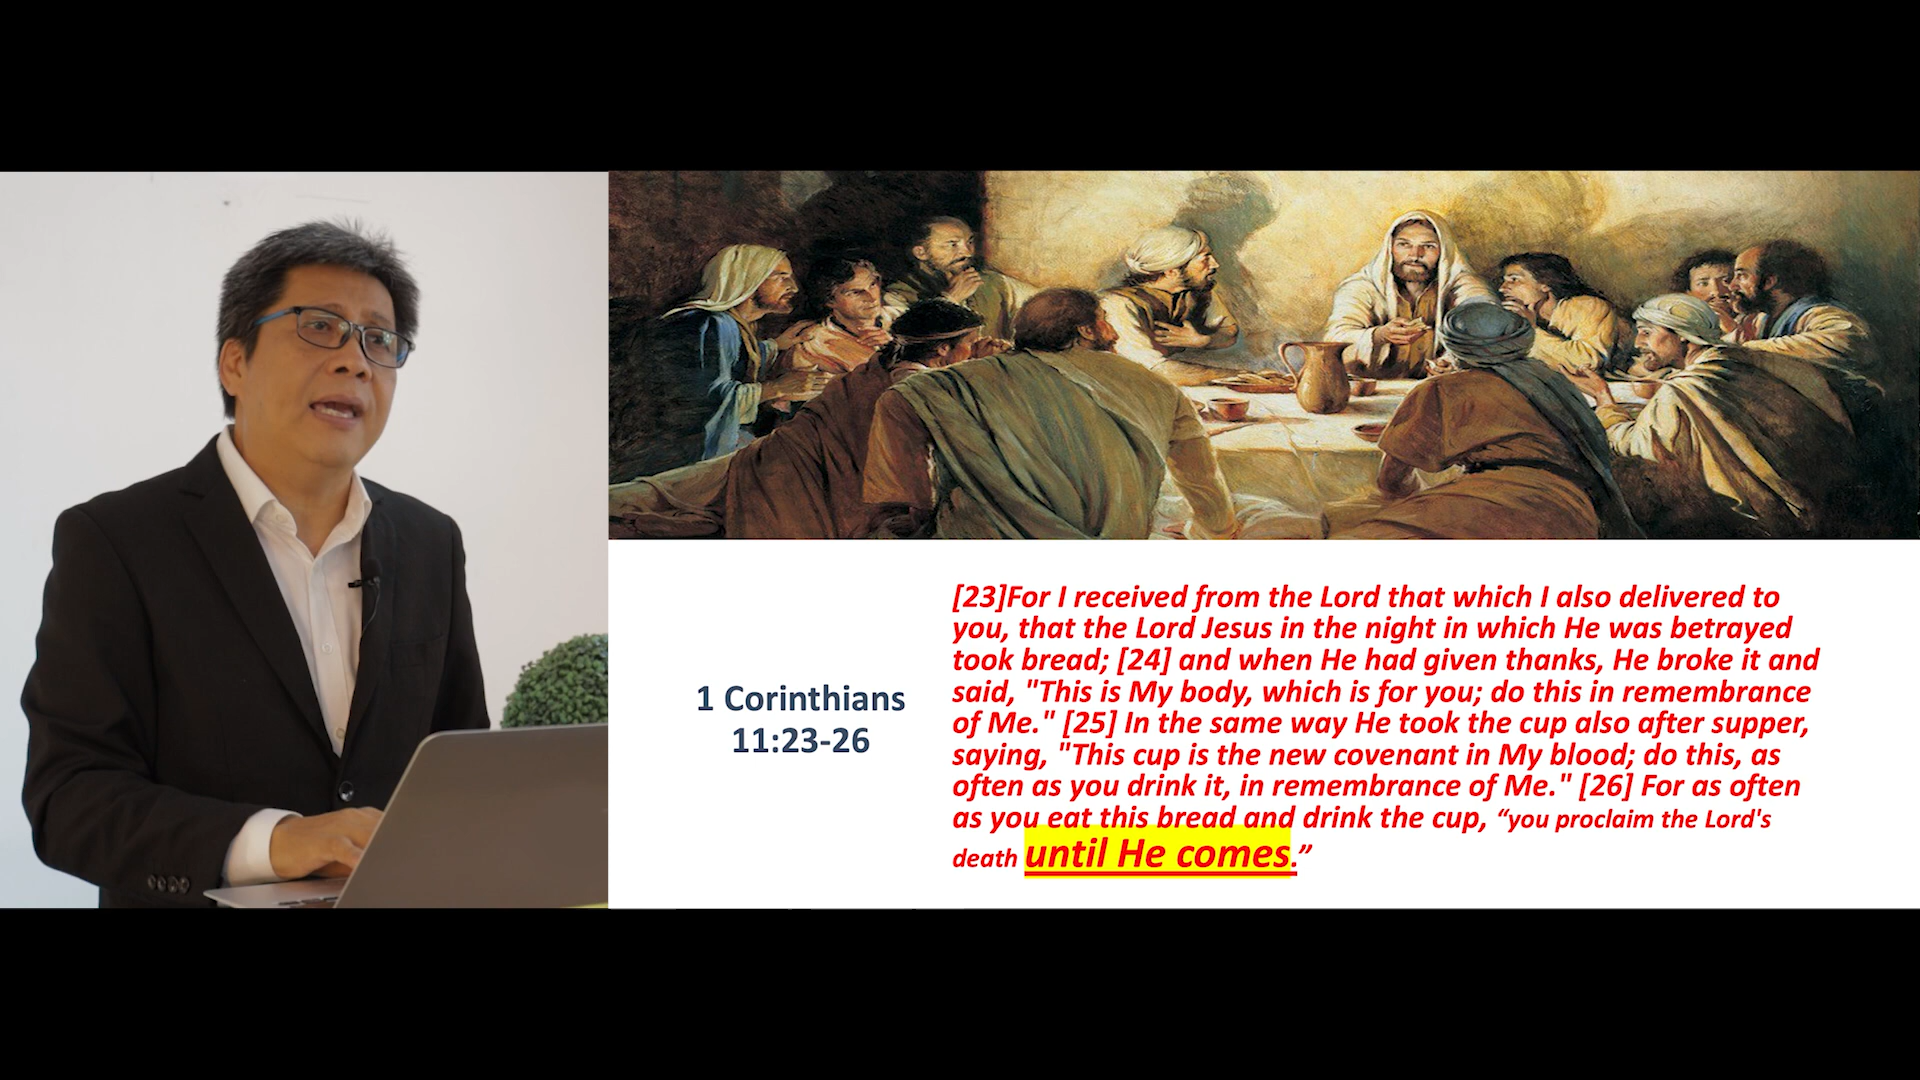 1 Corinthians
11:23-26
[23]For I received from the Lord that which I also delivered to
you, that the Lord Jesus in the night in which He was betrayed
took bread; [24] and when He had given thanks, He broke it and
said, "This is My body, which is for you; do this in remembrance
of Me." [25] In the same way He took the cup also after supper,
saying, "This cup is the new covenant in My blood; do this, as
often as you drink it, in remembrance of Me." [26] For as often
as you eat this bread and drink the cup, “you proclaim the Lord's
death until He comes.”